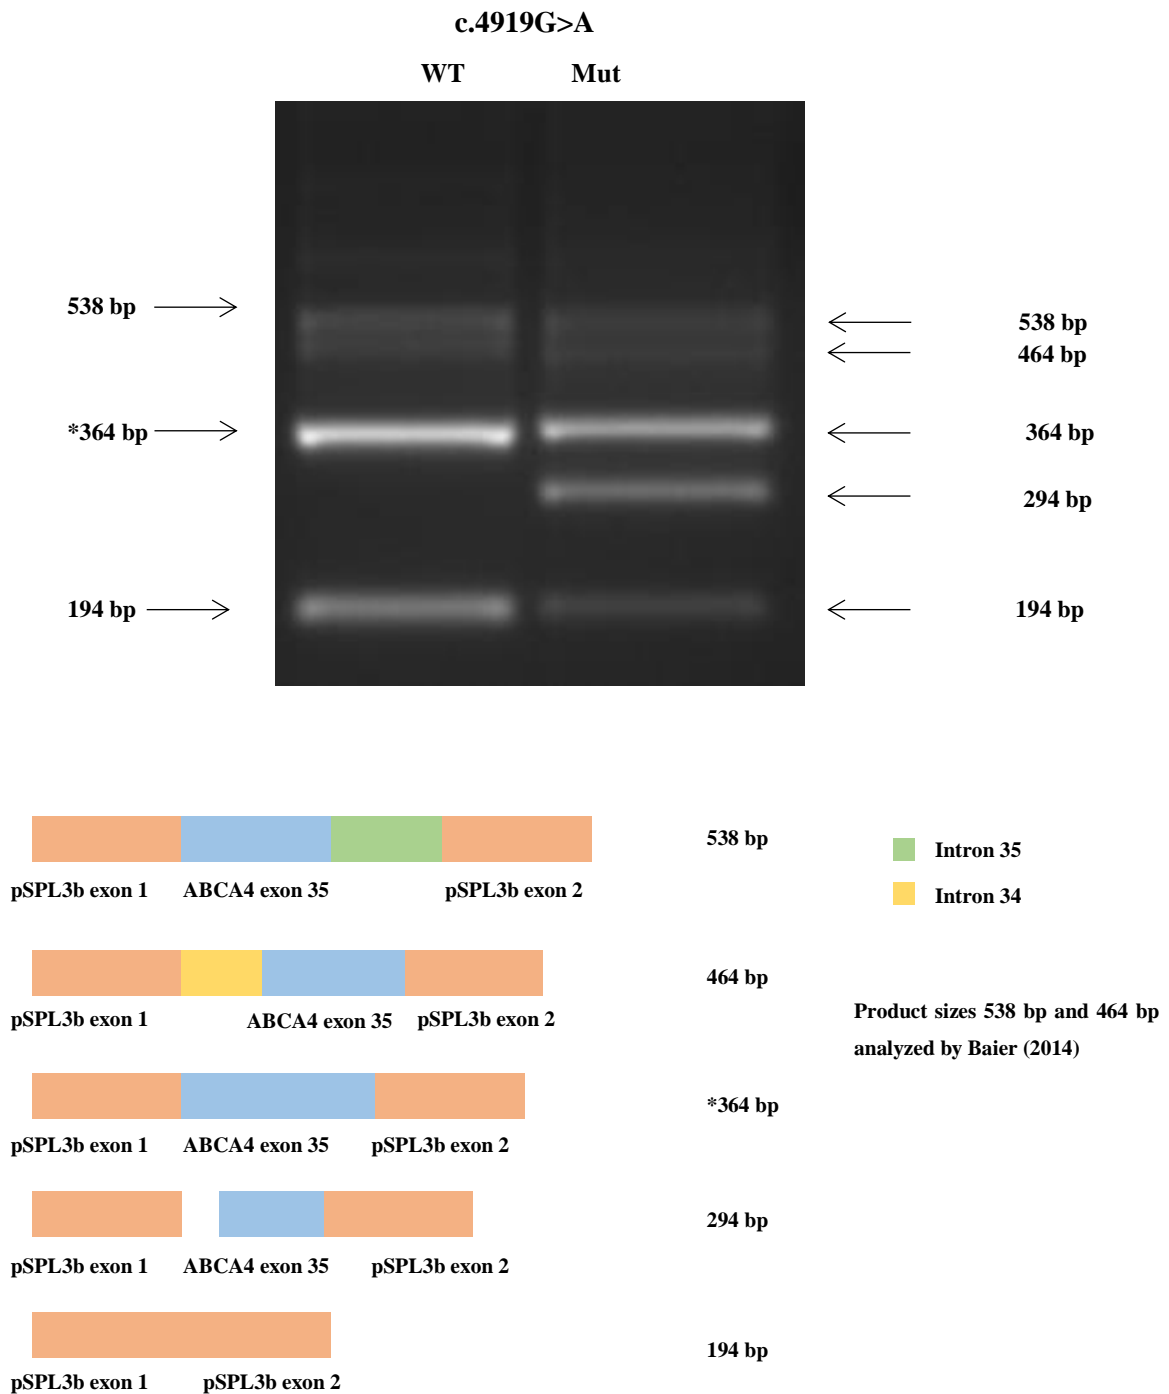 c.4919G>A
WT Mut
538 bp 538 bp
464 bp
*364 bp 364 bp
294 bp
194 bp 194 bp
538 bp
pSPL3b exon 1 ABCA4 exon 35 pSPL3b exon 2
Intron 35
Intron 34
464 bp
pSPL3b exon 1 ABCA4 exon 35 pSPL3b exon 2
Product sizes 538 bp and 464 bp
analyzed by Baier (2014)
*364 bp
pSPL3b exon 1 ABCA4 exon 35 pSPL3b exon 2
294 bp
pSPL3b exon 1 ABCA4 exon 35 pSPL3b exon 2
194 bp
pSPL3b exon 1 pSPL3b exon 2